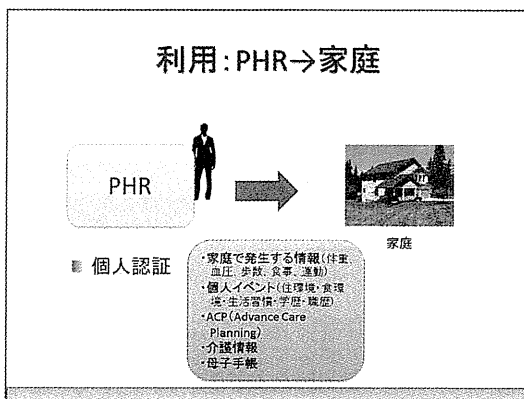 利用:PHR→家庭
PHR
家庭
個人認証
・家庭で発生する情報(体重、
血圧、歩数、食事、運動)
・個人イベント(住環境・食環
境・生活習慣・学歴・職歴)
・ACP(Advance Care
Planning)
・介護情報
・母子手帳